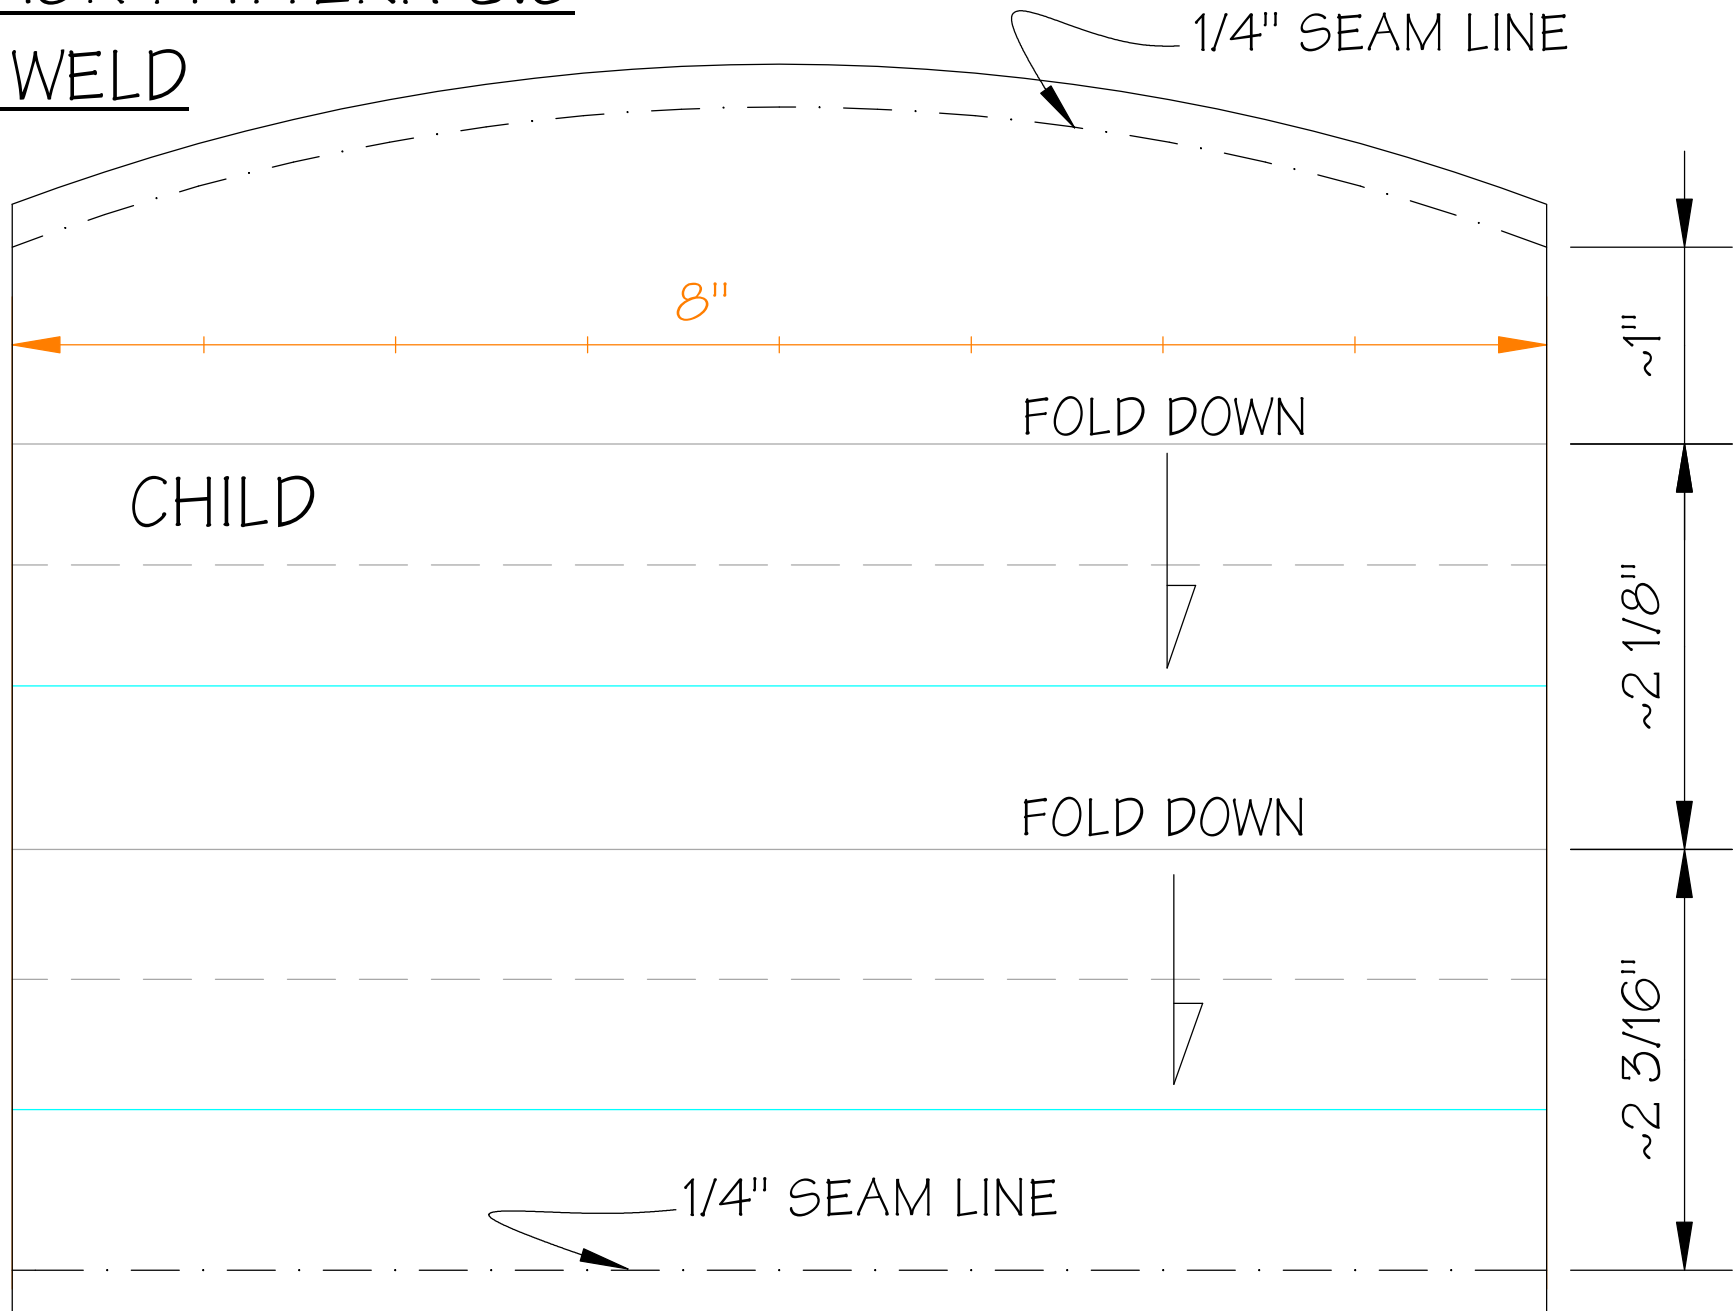 WELD
1/4" SEAM LINE
8"
~1"
FOLD DOWN
CHILD
~2 1/8"
FOLD DOWN
~2 3/16"
1/4" SEAM LINE